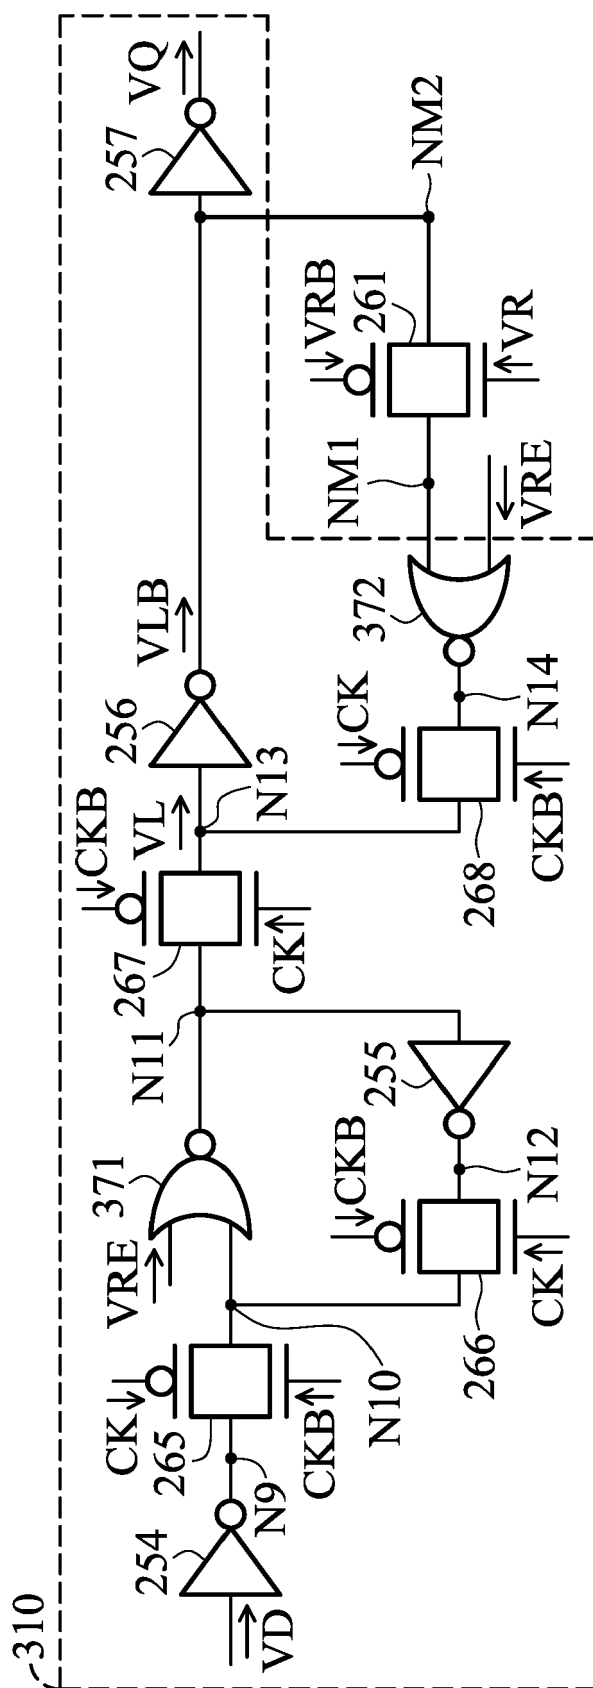 310
VD
254
N9
265
CK
CKB
N10
VRE
371
N11
266
CKB
CK
N12
255
267
CKB
CK
VL
N13
256
VLB
268
CK
CKB
N14
372
VRE
NM1
261
VRB
VR
NM2
257
VQ